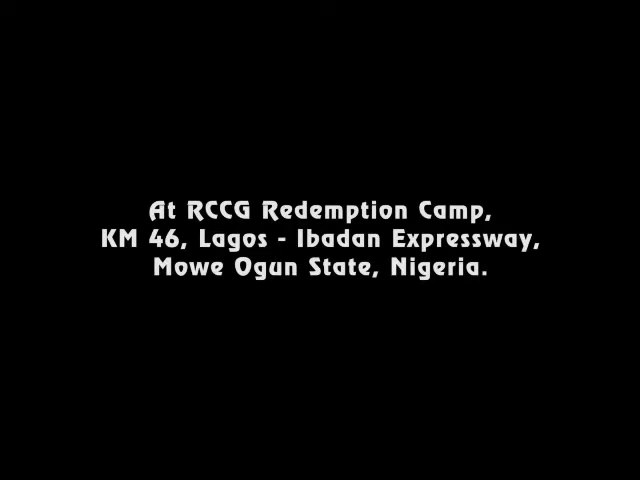 At RCCG Redemption Camp,
KM 46, Lagos - Ibadan Expressway,
Mowe Ogun State, Nigeria.